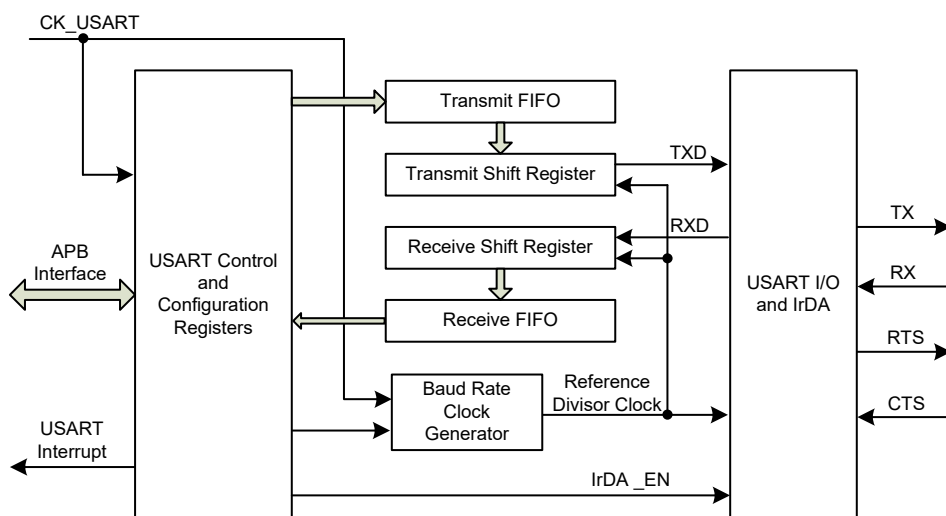 CK_USART
Transmit FIFO
TXD
Transmit Shift Register
TX
RXD
Receive Shift Register
APB
Interface
USART Control
and
Configuration
Registers
USART I/O
and IrDA
RX
Receive FIFO
RTS
Baud Rate
Clock
Generator
Reference
Divisor Clock
CTS
USART
Interrupt
IrDA _EN